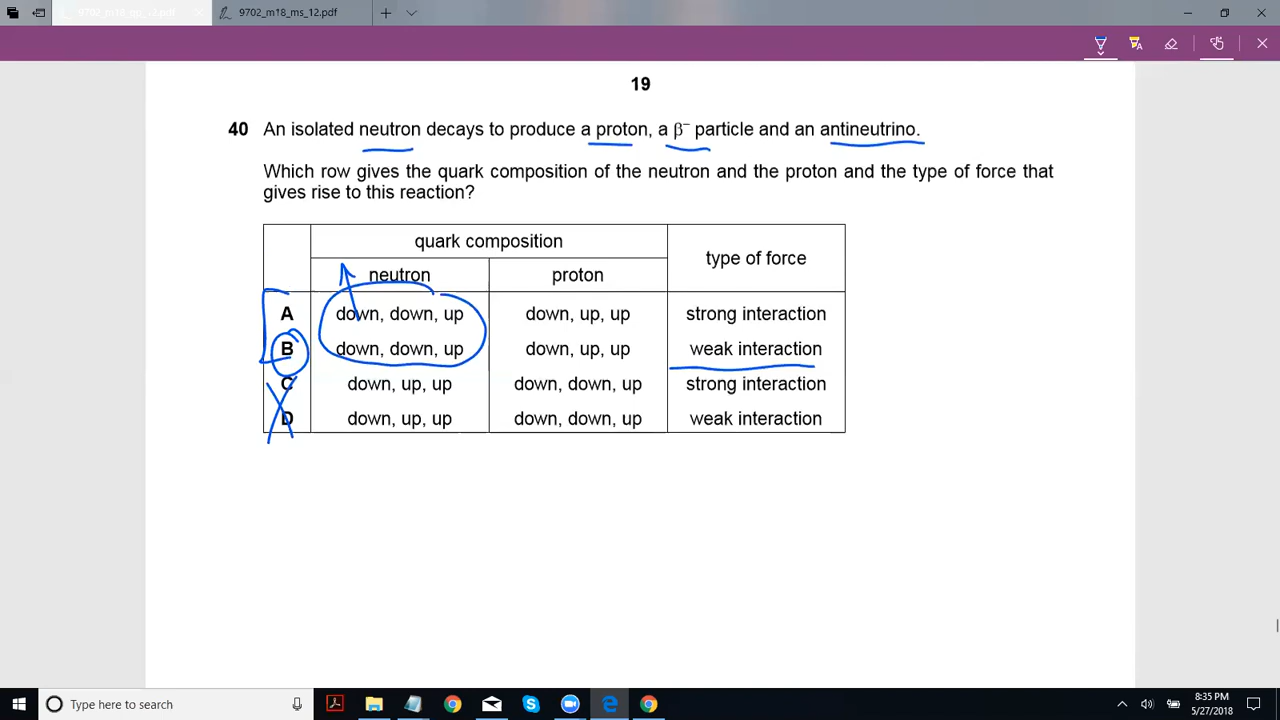 9702_m18_qp_12.pdf
9702_m18_ms_12.pdf
19
40 An isolated neutron decays to produce a proton, a β⁻ particle and an antineutrino.
Which row gives the quark composition of the neutron and the proton and the type of force that
gives rise to this reaction?
quark composition
type of force
neutron proton
A down, down, up down, up, up strong interaction
B down, down, up down, up, up weak interaction
C down, up, up down, down, up strong interaction
D down, up, up down, down, up weak interaction
Type here to search
8:35 PM
5/27/2018